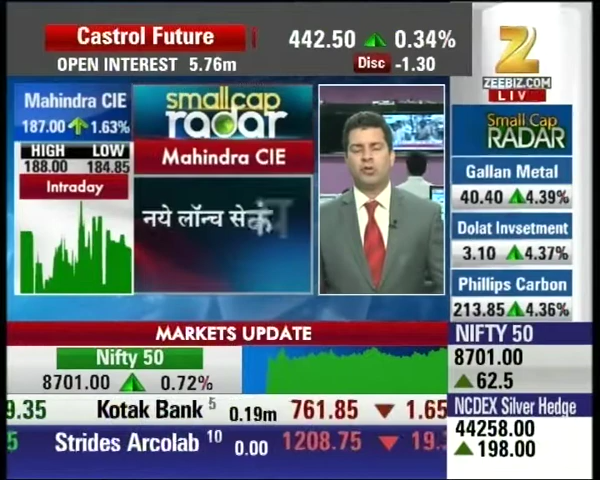 Castrol Future
442.50 0.34%
OPEN INTEREST 5.76m
Disc -1.30
Z
ZEEBIZ.COM
LIV
Mahindra CIE
187.00 1.63%
HIGH LOW
188.00 184.85
Intraday
smallcap
radar
Mahindra CIE
नये लॉन्च से कं
Small Cap
RADAR
Gallan Metal
40.40 4.39%
Dolat Invsetment
3.10 4.37%
Phillips Carbon
213.85 4.36%
MARKETS UPDATE
Nifty 50
8701.00 0.72%
NIFTY 50
8701.00
62.5
9.35 Kotak Bank 5 0.19m 761.85 1.65
5 Strides Arcolab 10 0.00 1208.75 19.
NCDEX Silver Hedge
44258.00
198.00